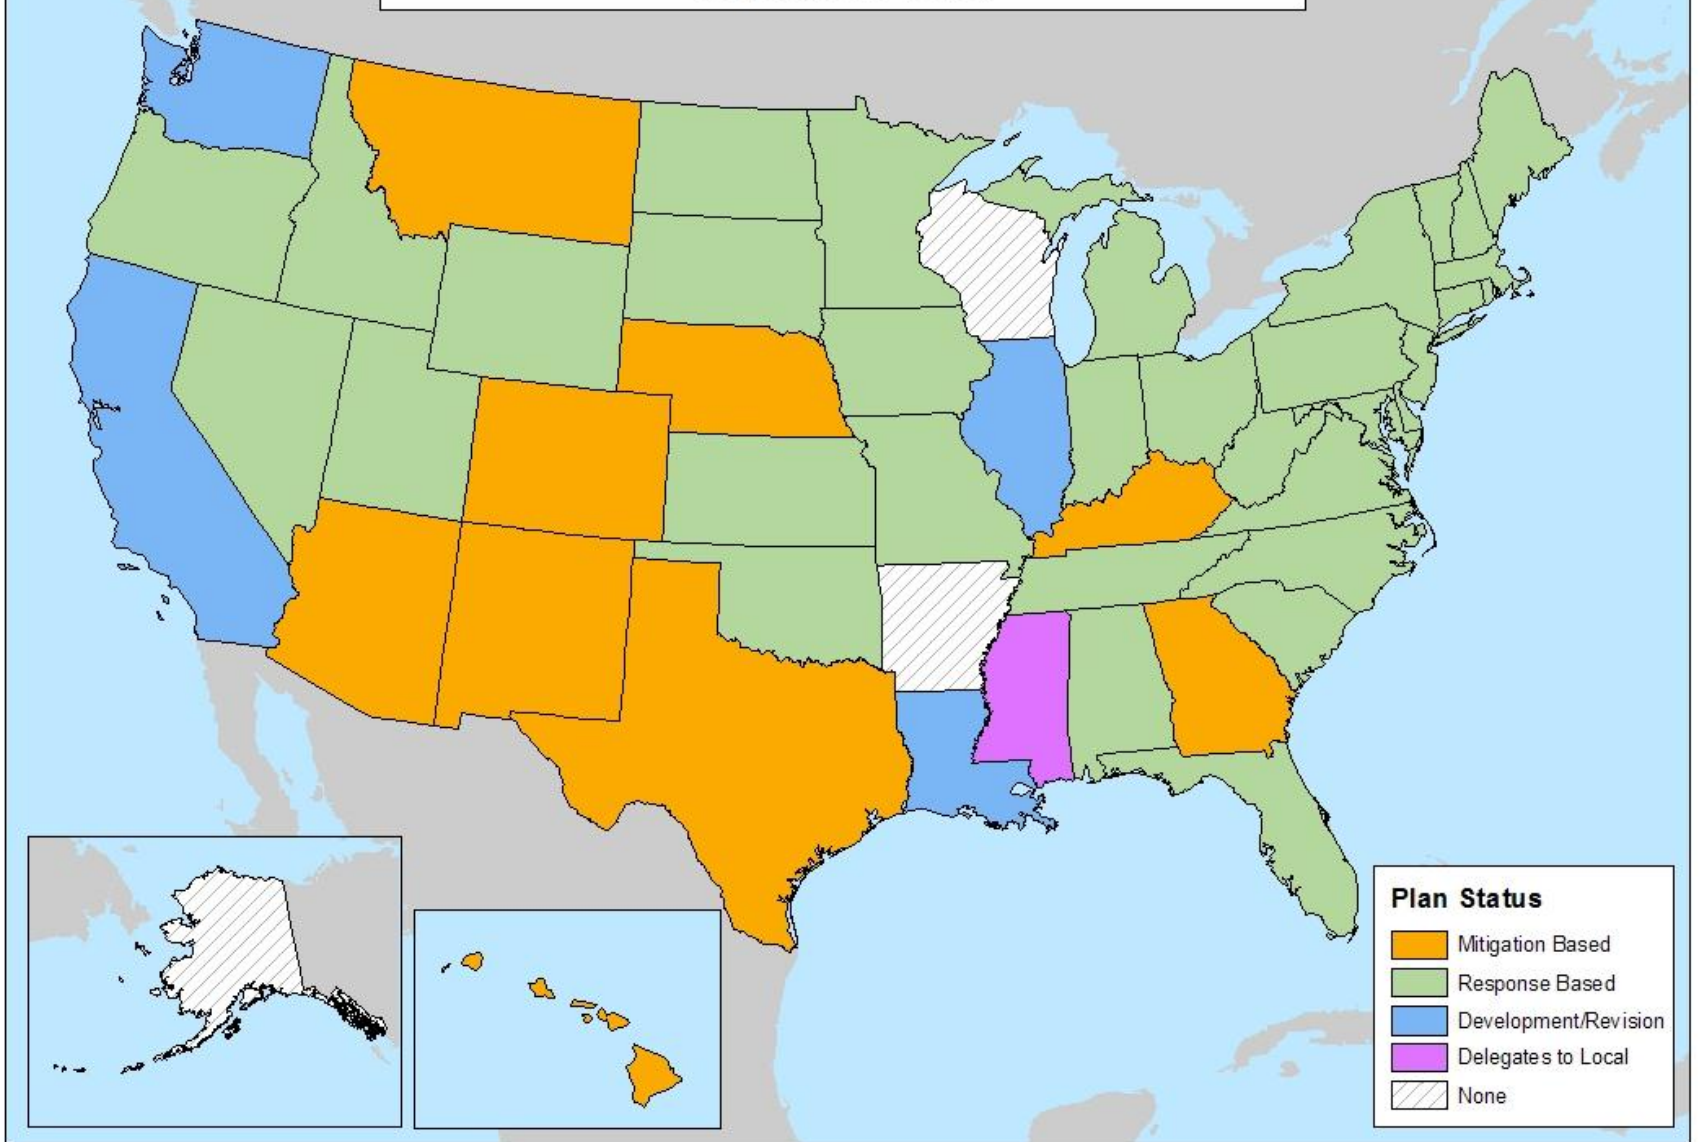 Plan Status
Mitigation Based
Response Based
Development/Revision
Delegates to Local
None